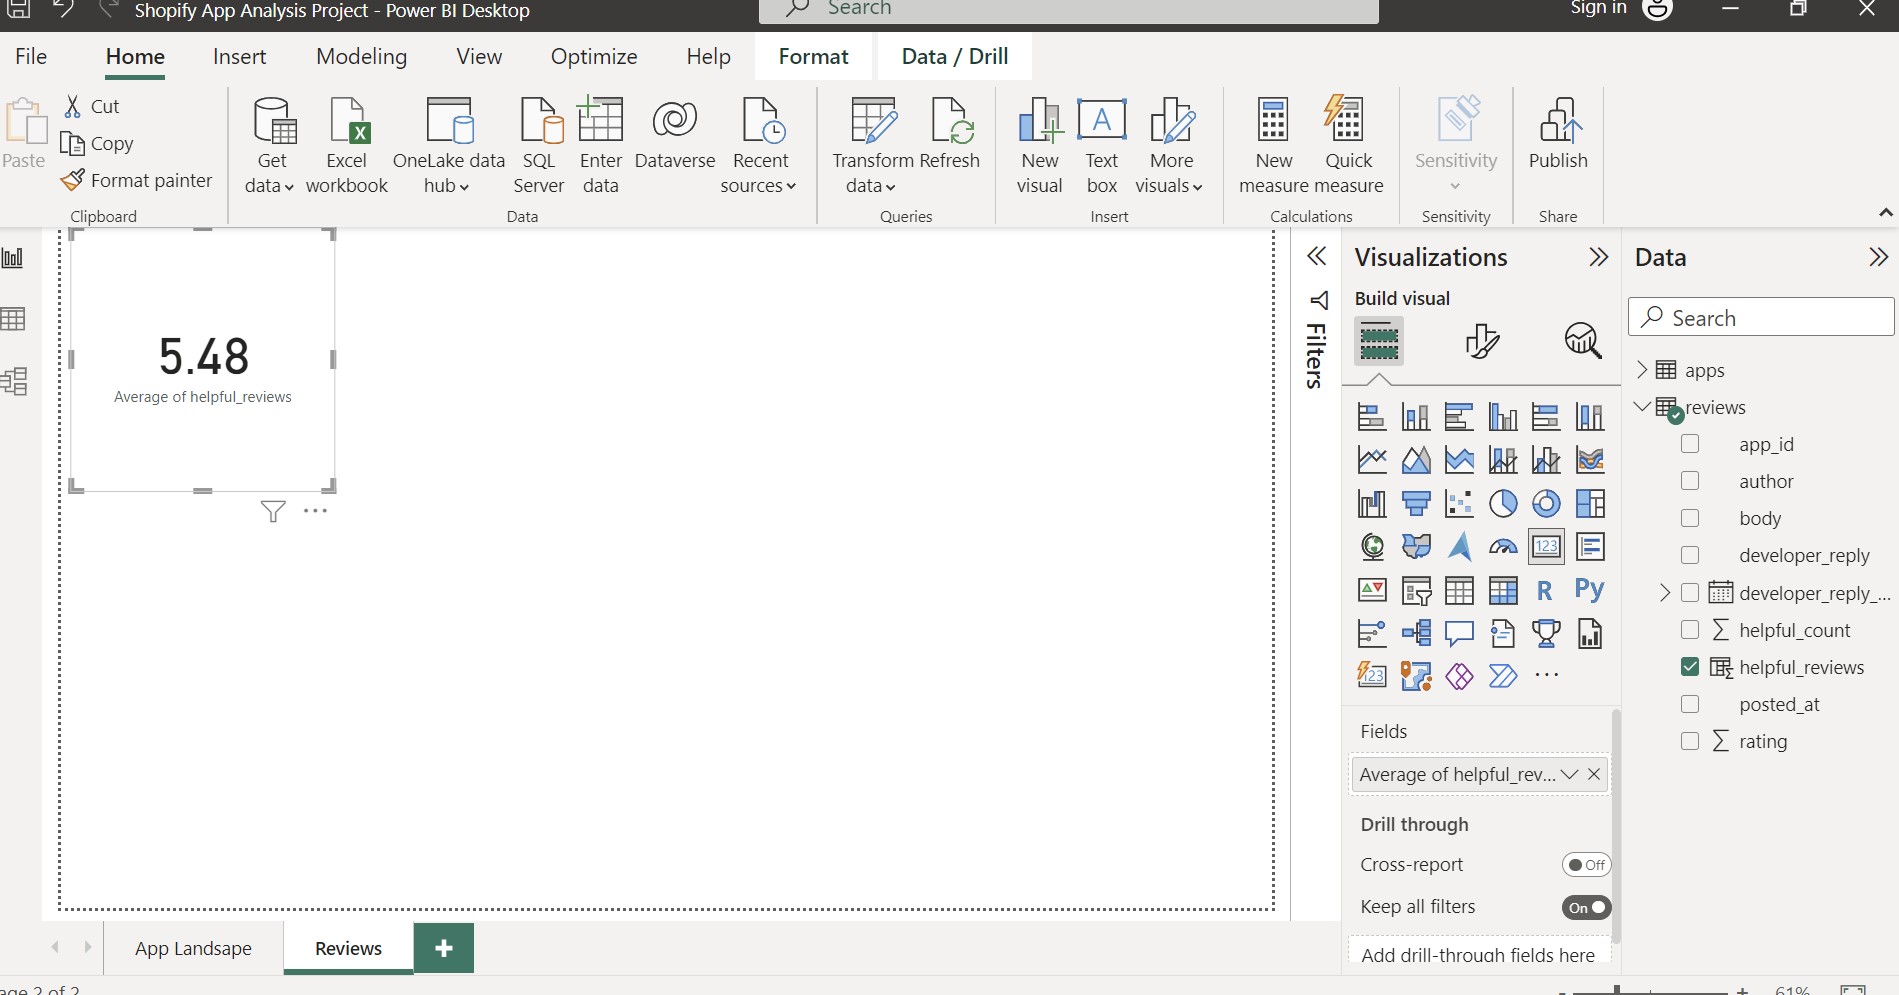 Shopify App Analysis Project - Power BI Desktop
Search
Sign in
File
Home
Insert
Modeling
View
Optimize
Help
Format
Data / Drill
Paste
Cut
Copy
Format painter
Clipboard
Get data
Excel workbook
OneLake data hub
SQL Server
Enter data
Dataverse
Recent sources
Data
Transform data
Refresh
Queries
New visual
Text box
More visuals
Insert
New measure
Quick measure
Calculations
Sensitivity
Sensitivity
Publish
Share
5.48
Average of helpful_reviews
Filters
Visualizations
Build visual
123
R
Py
123
Fields
Average of helpful_rev...
Drill through
Cross-report
Off
Keep all filters
On
Add drill-through fields here
Data
Search
apps
reviews
app_id
author
body
developer_reply
developer_reply_...
helpful_count
helpful_reviews
posted_at
rating
App Landsape
Reviews
age 2 of 2
61%